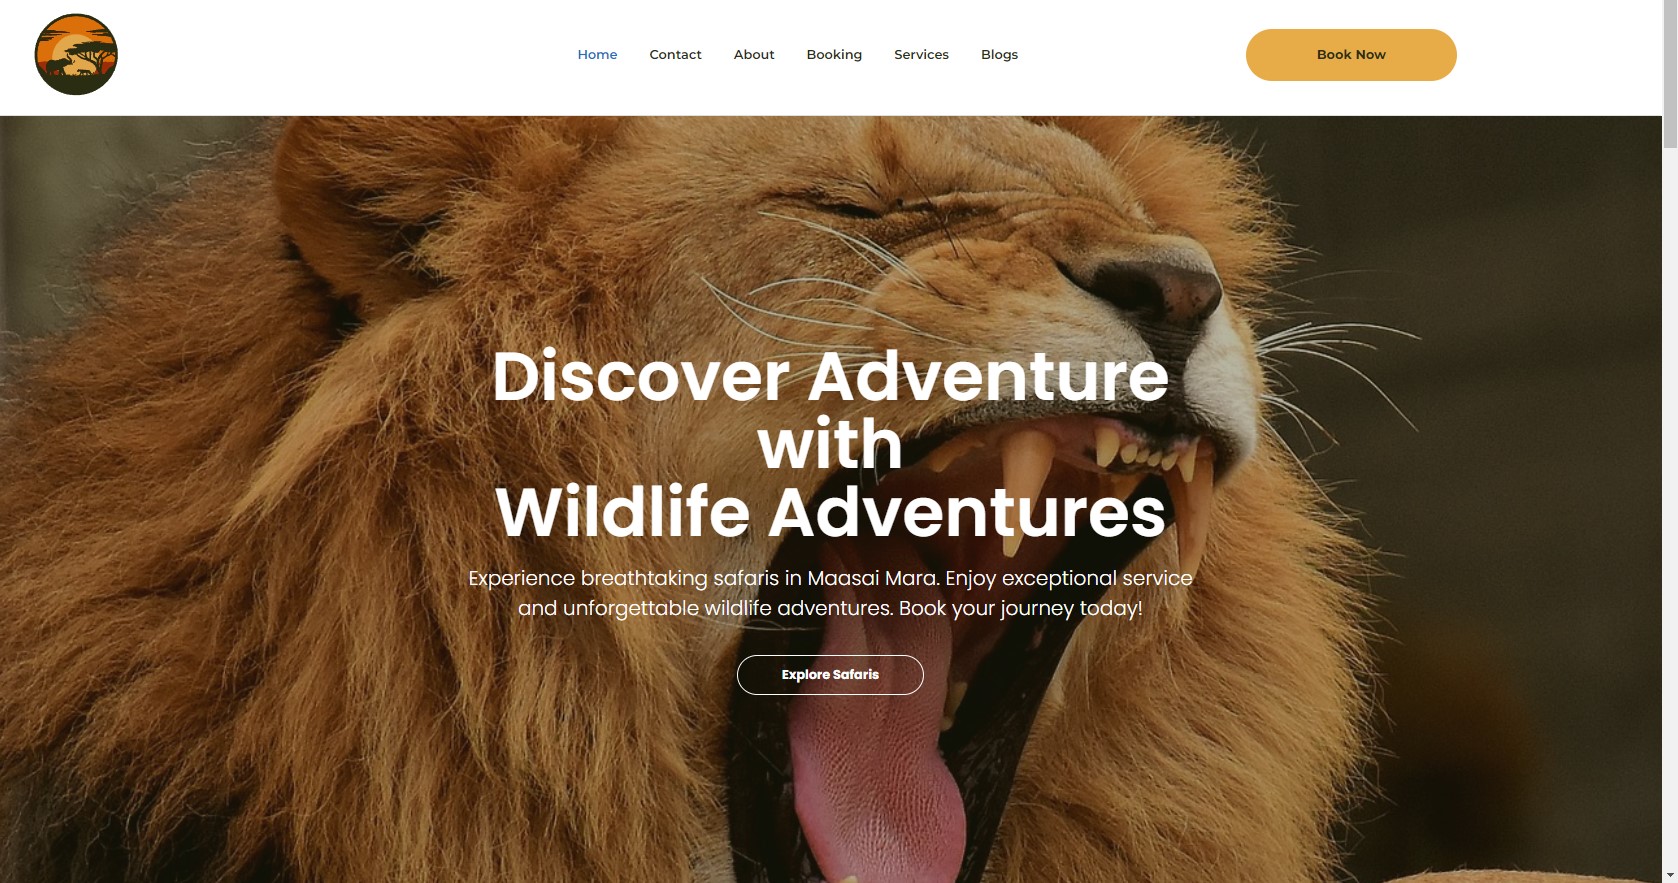 Home
Contact
About
Booking
Services
Blogs
Book Now
Discover Adventure
with
Wildlife Adventures
Experience breathtaking safaris in Maasai Mara. Enjoy exceptional service
and unforgettable wildlife adventures. Book your journey today!
Explore Safaris